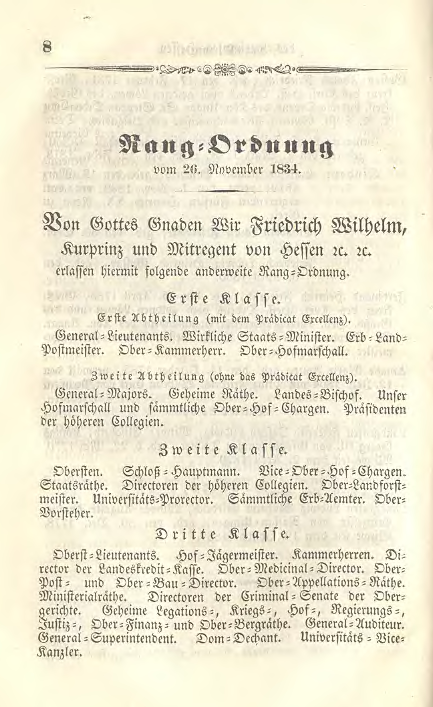 8
Rang-Ordnung
vom 26. November 1834.
Von Gottes Gnaden Wir Friedrich Wilhelm,
Kurprinz und Mitregent von Hessen ꝛc. ꝛc.
erlassen hiermit folgende anderweite Rang-Ordnung.
Erste Klasse.
Erste Abtheilung (mit dem Prädicat Excellenz).
General-Lieutenants. Wirkliche Staats-Minister. Erb-Land-
Postmeister. Ober-Kammerherr. Ober-Hofmarschall.
Zweite Abtheilung (ohne das Prädicat Excellenz).
General-Majors. Geheime Räthe. Landes-Bischof. Unser
Hofmarschall und sämmtliche Ober-Hof-Chargen. Präsidenten
der höheren Collegien.
Zweite Klasse.
Obersten. Schloß-Hauptmann. Vice-Ober-Hof-Chargen.
Staatsräthe. Directoren der höheren Collegien. Ober-Landforst-
meister. Universitäts-Prorector. Sämmtliche Erb-Aemter. Ober-
Vorsteher.
Dritte Klasse.
Oberst-Lieutenants. Hof-Jägermeister. Kammerherren. Di-
rector der Landeskredit-Kasse. Ober-Medicinal-Director. Ober-
Post- und Ober-Bau-Director. Ober-Appellations-Räthe.
Ministerialräthe. Directoren der Criminal-Senate der Ober-
gerichte. Geheime Legations-, Kriegs-, Hof-, Regierungs-,
Justiz-, Ober-Finanz- und Ober-Bergräthe. General-Auditeur.
General-Superintendent. Dom-Dechant. Universitäts-Vice-
Kanzler.